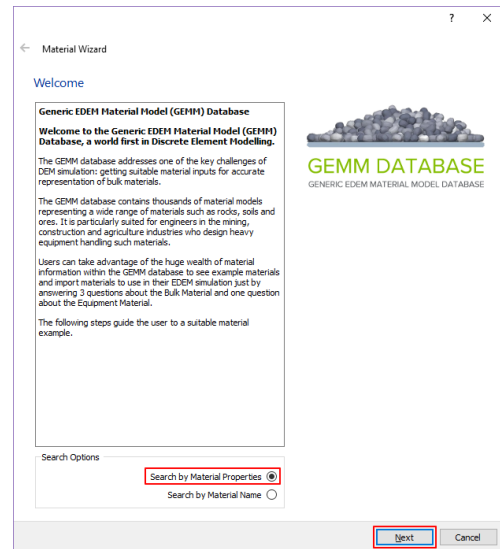 ?
×
← Material Wizard
Welcome
Generic EDEM Material Model (GEMM) Database
Welcome to the Generic EDEM Material Model (GEMM)
Database, a world first in Discrete Element Modelling.
The GEMM database addresses one of the key challenges of
DEM simulation: getting suitable material inputs for accurate
representation of bulk materials.
The GEMM database contains thousands of material models
representing a wide range of materials such as rocks, soils and
ores. It is particularly suited for engineers in the mining,
construction and agriculture industries who design heavy
equipment handling such materials.
Users can take advantage of the huge wealth of material
information within the GEMM database to see example materials
and import materials to use in their EDEM simulation just by
answering 3 questions about the Bulk Material and one question
about the Equipment Material.
The following steps guide the user to a suitable material
example.
GEMM DATABASE
GENERIC EDEM MATERIAL MODEL DATABASE
Search Options
Search by Material Properties
Search by Material Name
Next
Cancel